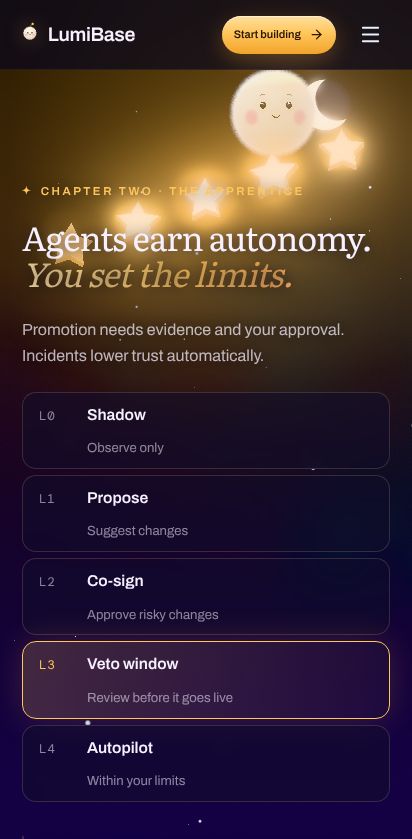 LumiBase
Start building →
✦ CHAPTER TWO · THE APPRENTICE
Agents earn autonomy.
You set the limits.
Promotion needs evidence and your approval.
Incidents lower trust automatically.
L0 Shadow
Observe only
L1 Propose
Suggest changes
L2 Co-sign
Approve risky changes
L3 Veto window
Review before it goes live
L4 Autopilot
Within your limits